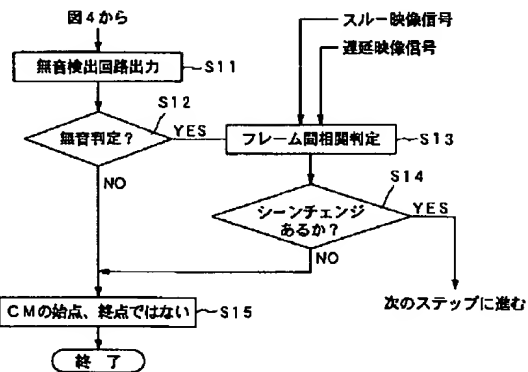 図4から
スルー映像信号
遅延映像信号
無音検出回路出力
S11
S12
無音判定?
YES
フレーム間相関判定
S13
NO
S14
シーンチェンジ
あるか?
YES
NO
次のステップに進む
CMの始点、終点ではない
S15
終 了